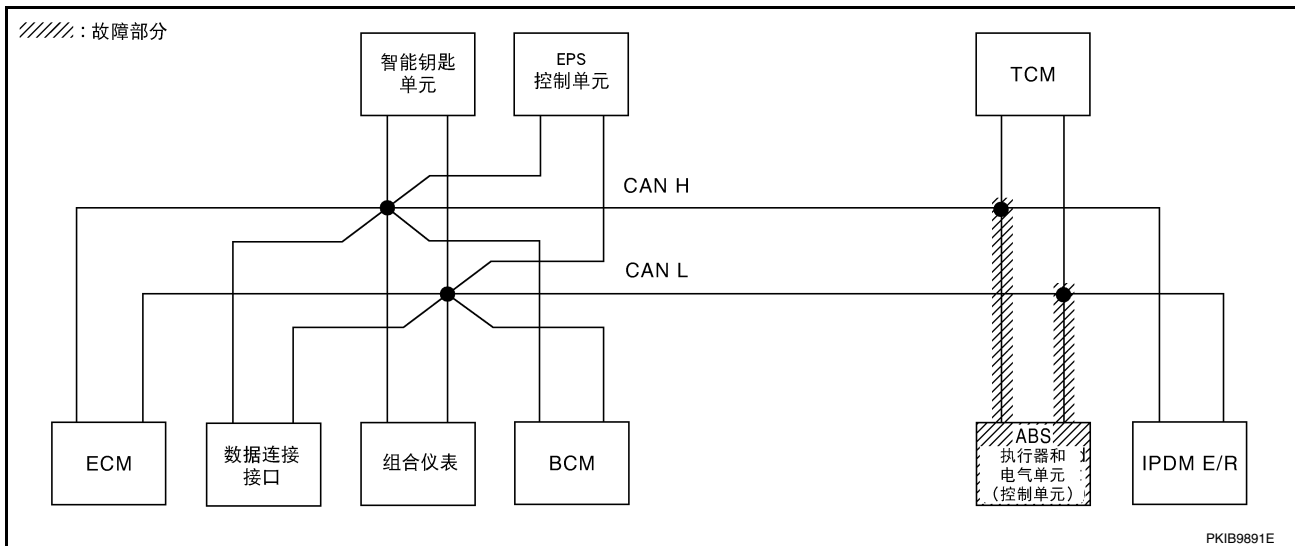 : 故障部分
智能钥匙
单元
EPS
控制单元
TCM
CAN H
CAN L
ECM
数据连接
接口
组合仪表
BCM
ABS
执行器和
电气单元
(控制单元)
IPDM E/R
PKIB9891E